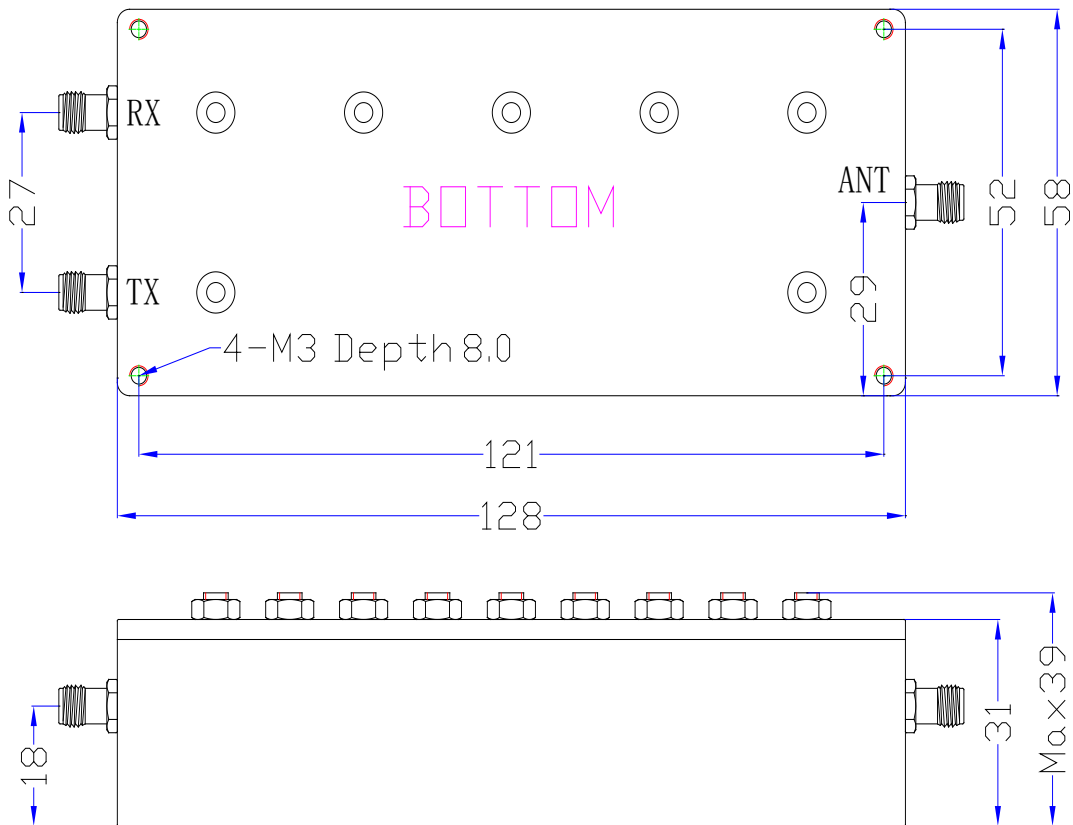 RX
ANT
BOTTOM
27
52
58
TX
29
4-M3 Depth 8.0
121
128
18
31
Max39